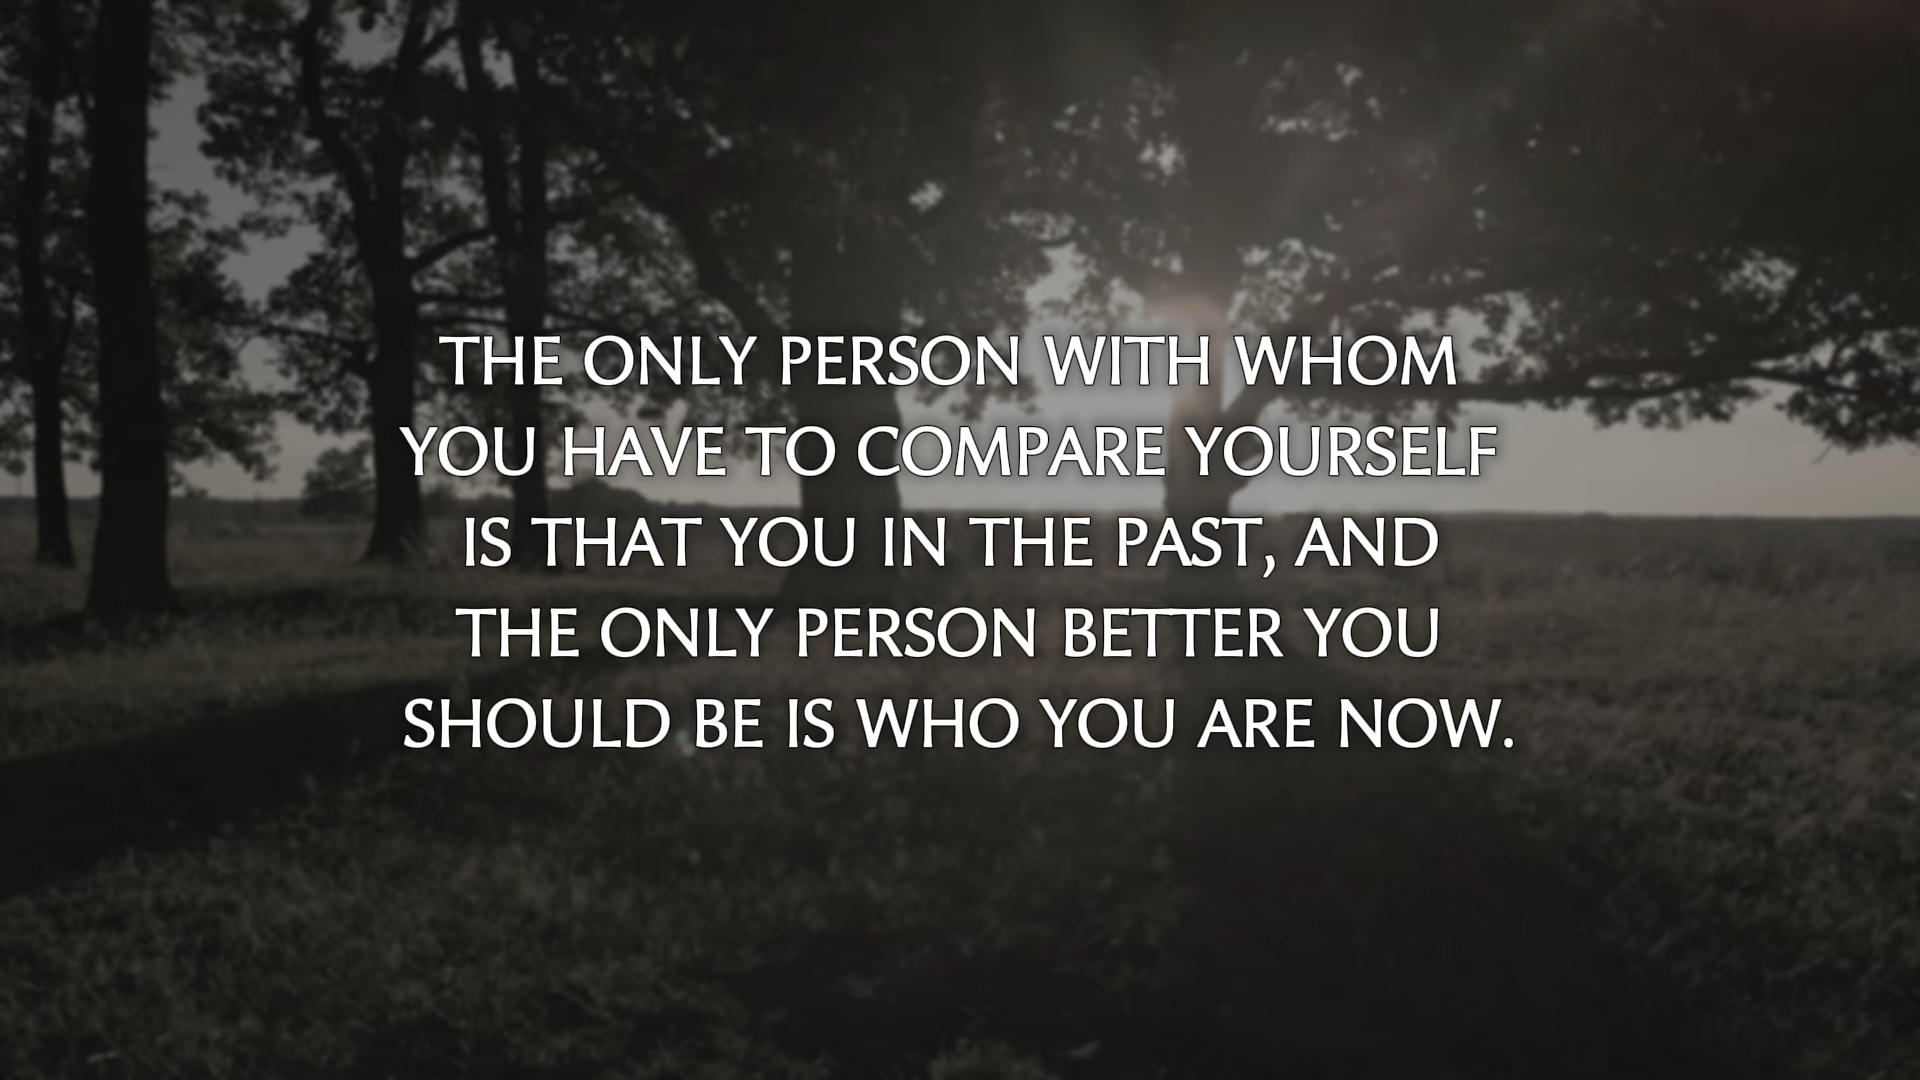 THE ONLY PERSON WITH WHOM
YOU HAVE TO COMPARE YOURSELF
IS THAT YOU IN THE PAST, AND
THE ONLY PERSON BETTER YOU
SHOULD BE IS WHO YOU ARE NOW.